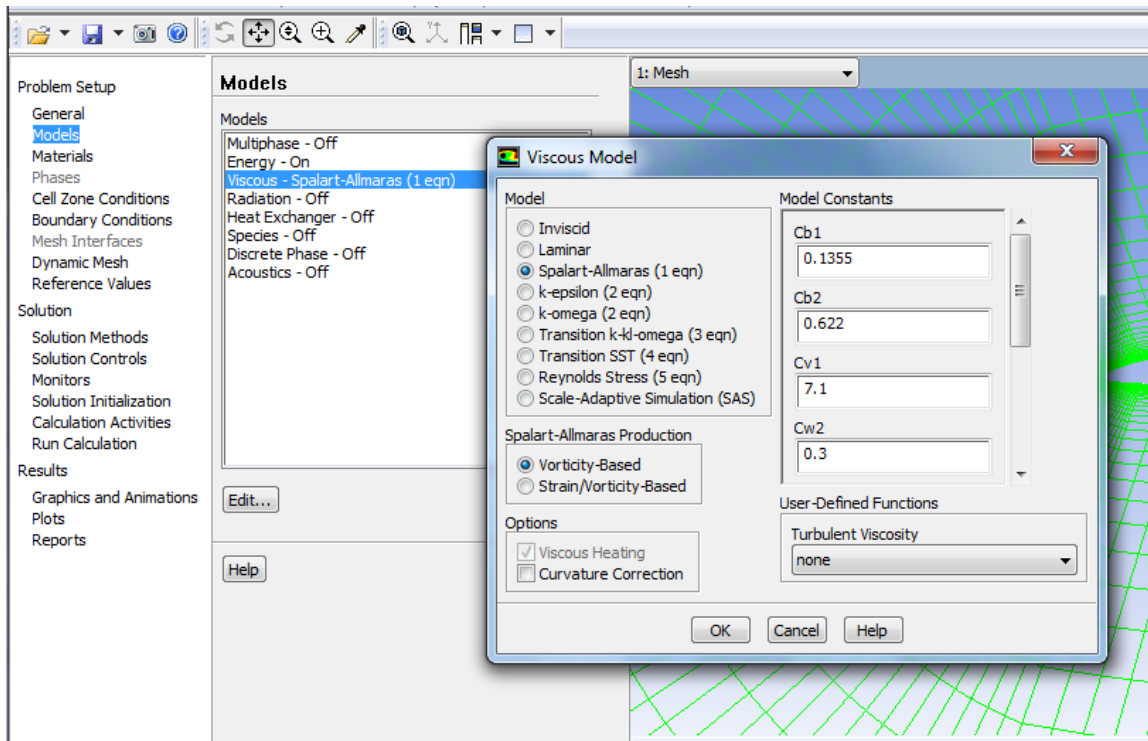 Problem Setup
General
Models
Materials
Phases
Cell Zone Conditions
Boundary Conditions
Mesh Interfaces
Dynamic Mesh
Reference Values
Solution
Solution Methods
Solution Controls
Monitors
Solution Initialization
Calculation Activities
Run Calculation
Results
Graphics and Animations
Plots
Reports
Models
Models
Multiphase - Off
Energy - On
Viscous - Spalart-Allmaras (1 eqn)
Radiation - Off
Heat Exchanger - Off
Species - Off
Discrete Phase - Off
Acoustics - Off
Edit...
Help
1: Mesh
Viscous Model
Model
Inviscid
Laminar
Spalart-Allmaras (1 eqn)
k-epsilon (2 eqn)
k-omega (2 eqn)
Transition k-kl-omega (3 eqn)
Transition SST (4 eqn)
Reynolds Stress (5 eqn)
Scale-Adaptive Simulation (SAS)
Spalart-Allmaras Production
Vorticity-Based
Strain/Vorticity-Based
Options
Viscous Heating
Curvature Correction
Model Constants
Cb1
0.1355
Cb2
0.622
Cv1
7.1
Cw2
0.3
User-Defined Functions
Turbulent Viscosity
none
OK
Cancel
Help